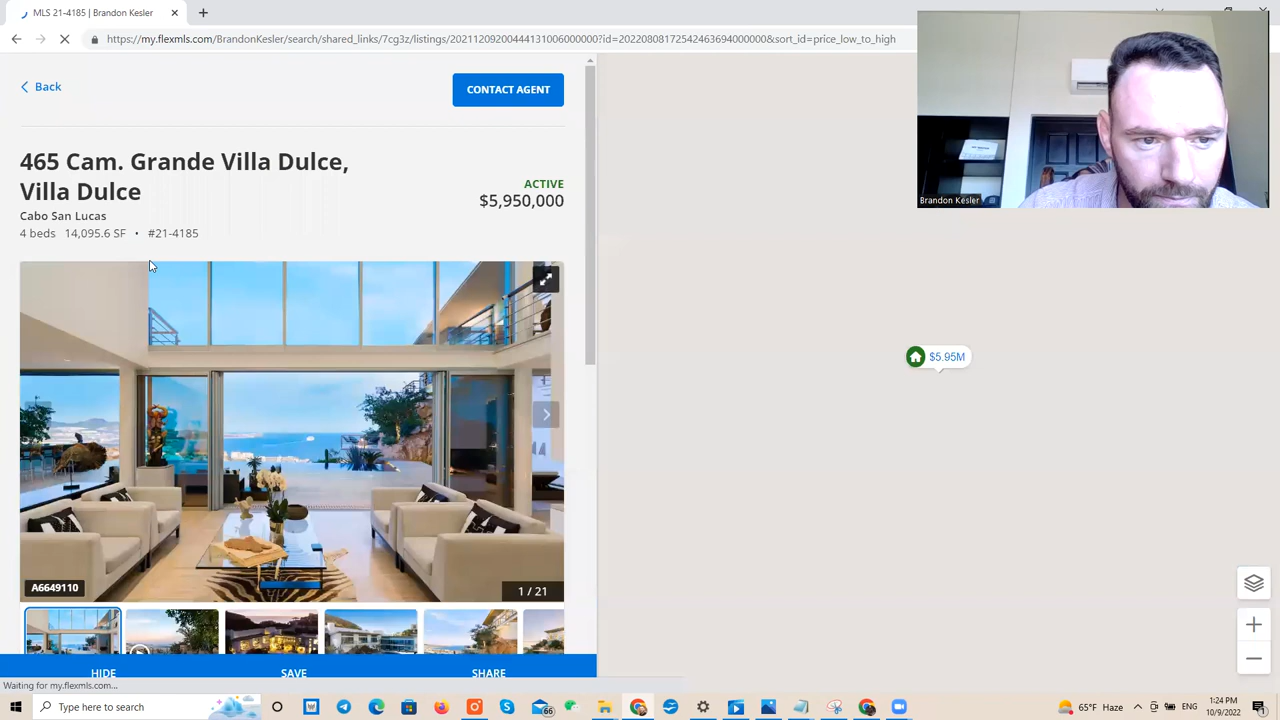 MLS 21-4185 | Brandon Kesler
https://my.flexmls.com/BrandonKesler/search/shared_links/7cg3z/listings/20211209200444131006000000?id=20220808172542463694000000&sort_id=price_low_to_high
Back
CONTACT AGENT
465 Cam. Grande Villa Dulce,
Villa Dulce
ACTIVE
$5,950,000
Cabo San Lucas
4 beds 14,095.6 SF • #21-4185
Brandon Kesler
$5.95M
A6649110
1 / 21
HIDE
SAVE
SHARE
Waiting for my.flexmls.com...
Type here to search
66
65°F Haze
ENG
1:24 PM
10/9/2022